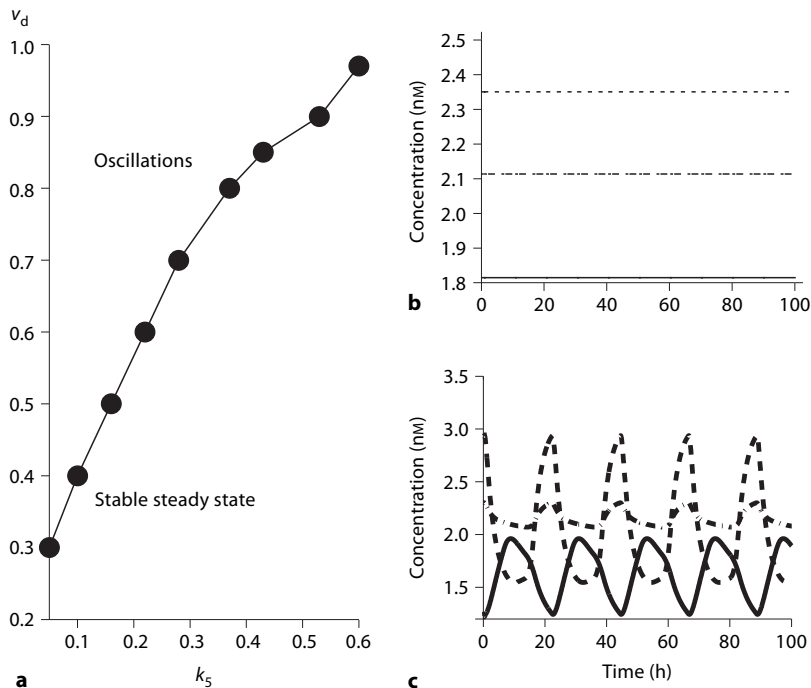 v_d
1.0
0.9
0.8
0.7
0.6
0.5
0.4
0.3
0.2
Oscillations
Stable steady state
0.1 0.2 0.3 0.4 0.5 0.6
k_5
a
Concentration (nM)
2.5
2.4
2.3
2.2
2.1
2.0
1.9
1.8
0 20 40 60 80 100
b
Concentration (nM)
3.5
3.0
2.5
2.0
1.5
0 20 40 60 80 100
Time (h)
c